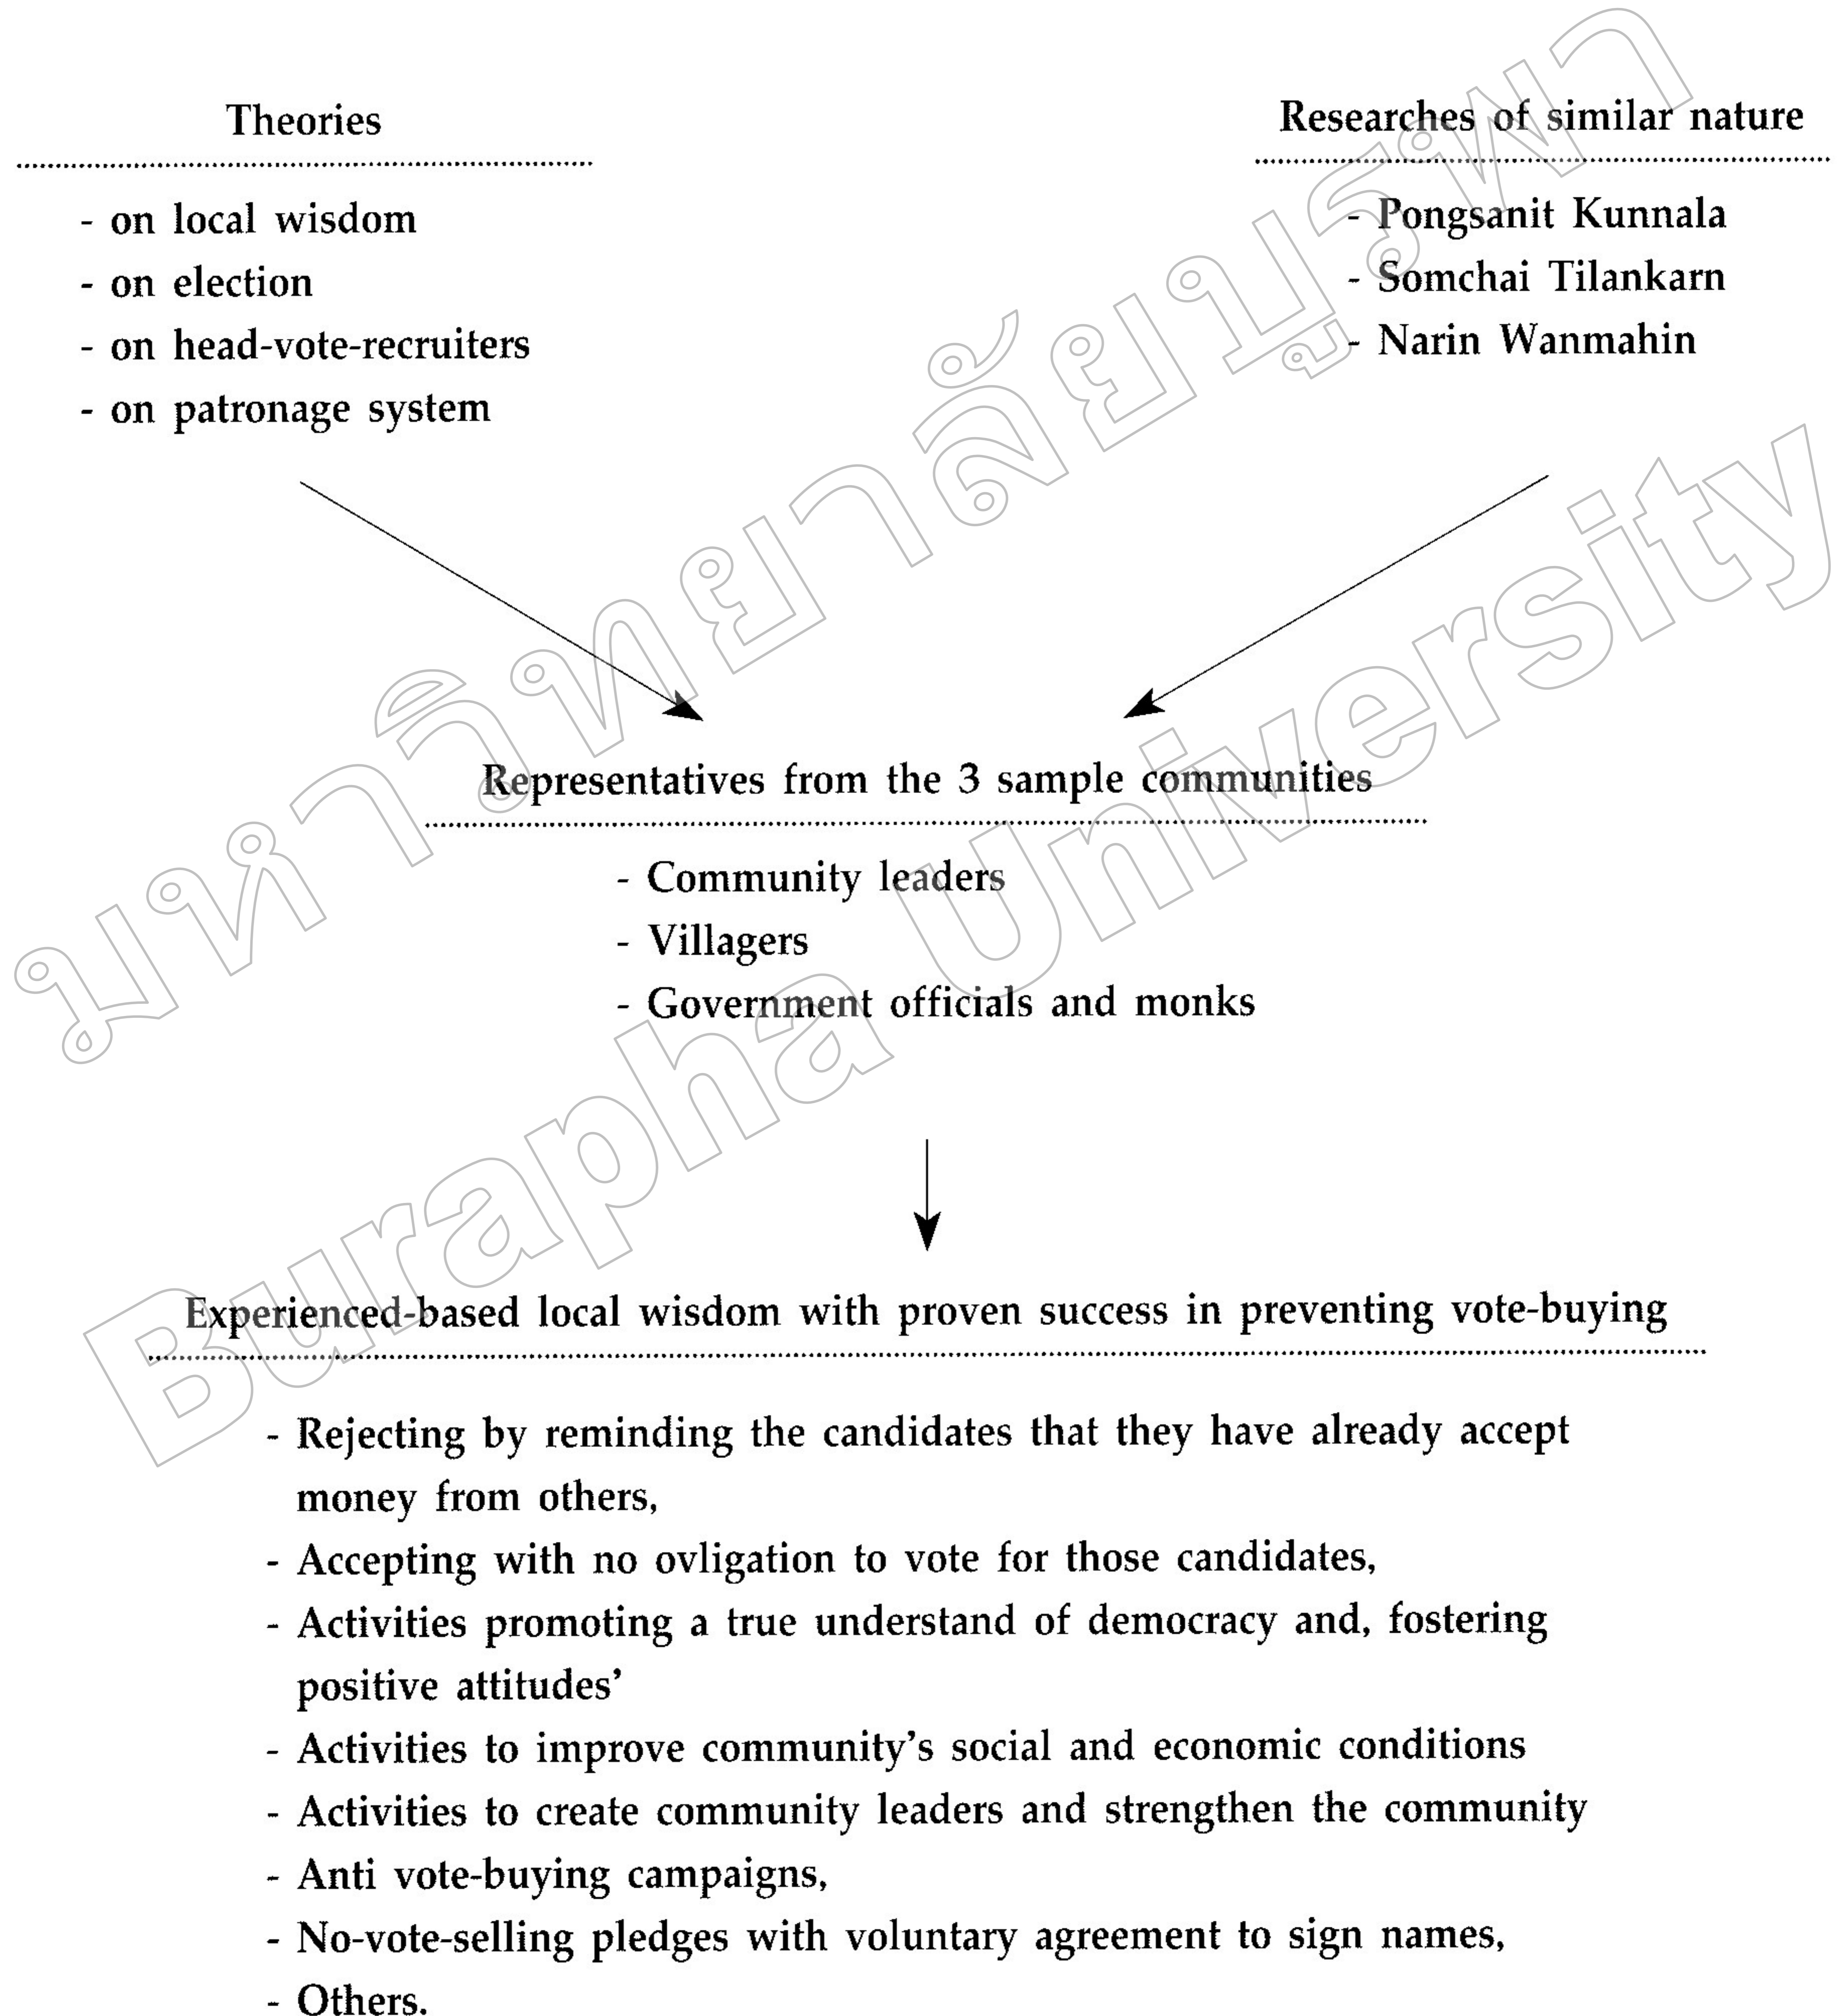 Theories
- on local wisdom
- on election
- on head-vote-recruiters
- on patronage system
Researches of similar nature
- Pongsanit Kunnala
- Somchai Tilankarn
- Narin Wanmahin
Representatives from the 3 sample communities
- Community leaders
- Villagers
- Government officials and monks
Experienced-based local wisdom with proven success in preventing vote-buying
- Rejecting by reminding the candidates that they have already accept
money from others,
- Accepting with no ovligation to vote for those candidates,
- Activities promoting a true understand of democracy and, fostering
positive attitudes’
- Activities to improve community’s social and economic conditions
- Activities to create community leaders and strengthen the community
- Anti vote-buying campaigns,
- No-vote-selling pledges with voluntary agreement to sign names,
- Others.
มหาวิทยาลัยบูรพา
Burapha University